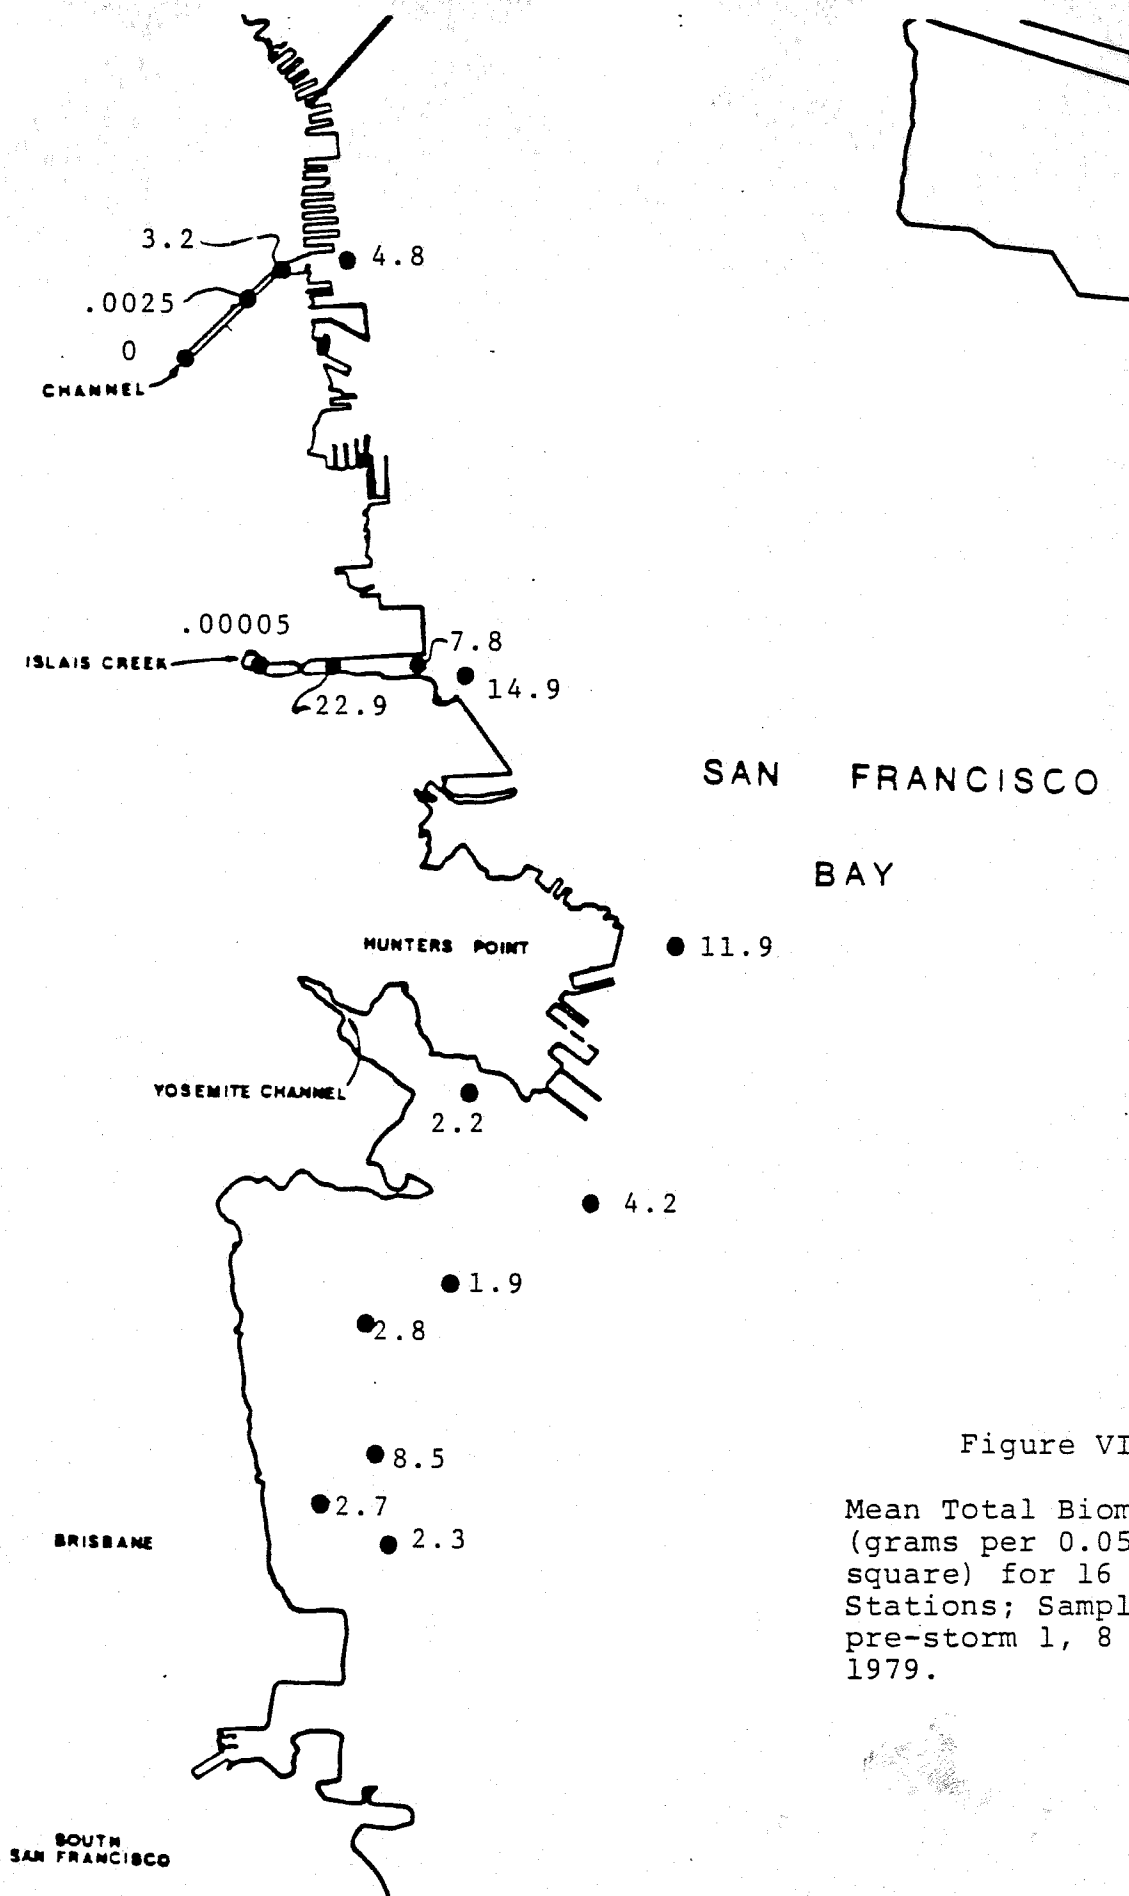 3.2
4.8
.0025
0
CHANNEL
.00005
7.8
ISLAIS CREEK
14.9
22.9
SAN FRANCISCO
BAY
HUNTERS POINT
11.9
YOSEMITE CHANNEL
2.2
4.2
1.9
2.8
8.5
2.7
2.3
BRISBANE
Figure VI
Mean Total Biom
(grams per 0.05
square) for 16
Stations; Sampl
pre-storm 1, 8
1979.
SOUTH
SAN FRANCISCO